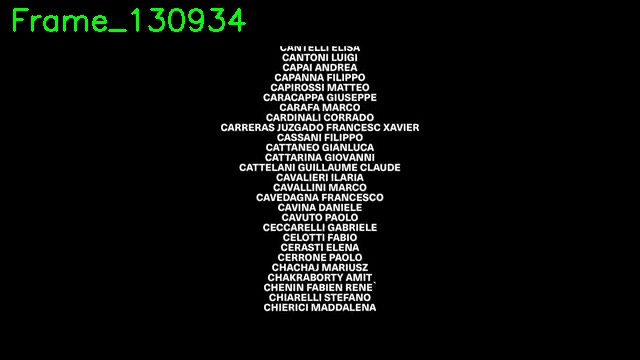 Frame_130934
CANTELLI ELISA
CANTONI LUIGI
CAPAI ANDREA
CAPANNA FILIPPO
CAPIROSSI MATTEO
CARACAPPA GIUSEPPE
CARAFA MARCO
CARDINALI CORRADO
CARRERAS JUZGADO FRANCESC XAVIER
CASSANI FILIPPO
CATTANEO GIANLUCA
CATTARINA GIOVANNI
CATTELANI GUILLAUME CLAUDE
CAVALIERI ILARIA
CAVALLINI MARCO
CAVEDAGNA FRANCESCO
CAVINA DANIELE
CAVUTO PAOLO
CECCARELLI GABRIELE
CELOTTI FABIO
CERASTI ELENA
CERRONE PAOLO
CHACHAJ MARIUSZ
CHAKRABORTY AMIT
CHENIN FABIEN RENE`
CHIARELLI STEFANO
CHIERICI MADDALENA